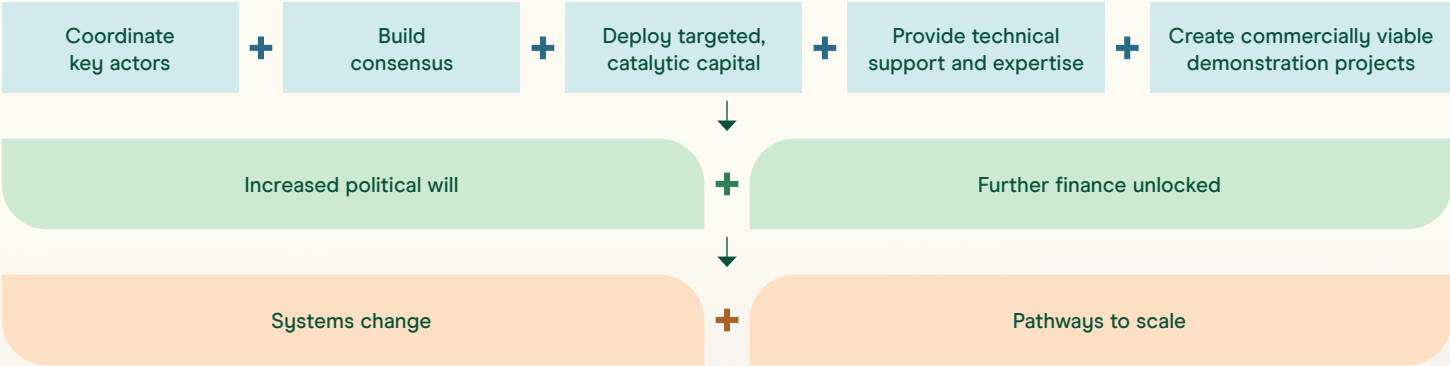 Coordinate
key actors
Build
consensus
Deploy targeted,
catalytic capital
Provide technical
support and expertise
Create commercially viable
demonstration projects
Increased political will
Further finance unlocked
Systems change
Pathways to scale